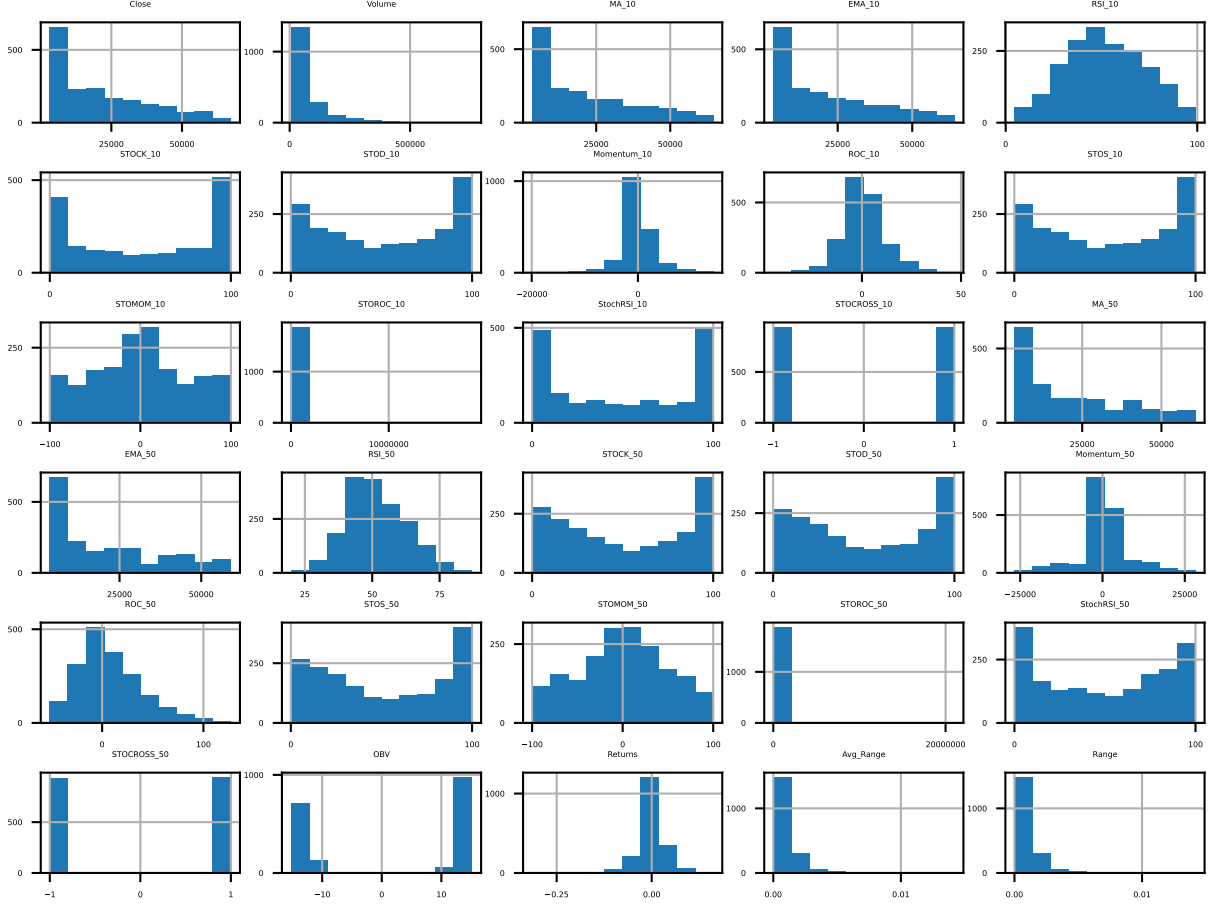 Close Volume MA_10 EMA_10 RSI_10
500 0 25000 50000
1000 0 0 500000
500 0 25000 50000
500 0 25000 50000
250 0 0 100
STOCK_10 STOD_10 Momentum_10 ROC_10 STOS_10
500 0 0 100
250 0 0 100
1000 0 −20000 0
500 0 0 50
250 0 0 100
STOMOM_10 STOROC_10 StochRSI_10 STOCROSS_10 MA_50
250 0 −100 0 100
1000 0 0 10000000
500 0 0 100
500 0 −1 0 1
500 0 25000 50000
EMA_50 RSI_50 STOCK_50 STOD_50 Momentum_50
500 0 25000 50000
250 0 25 50 75
250 0 0 100
250 0 0 100
500 0 −25000 0 25000
ROC_50 STOS_50 STOMOM_50 STOROC_50 StochRSI_50
500 0 0 100
250 0 0 100
250 0 −100 0 100
1000 0 0 20000000
250 0 0 100
STOCROSS_50 OBV Returns Avg_Range Range
500 0 −1 0 1
1000 0 −10 0 10
1000 0 −0.25 0.00
1000 0 0.00 0.01
1000 0 0.00 0.01